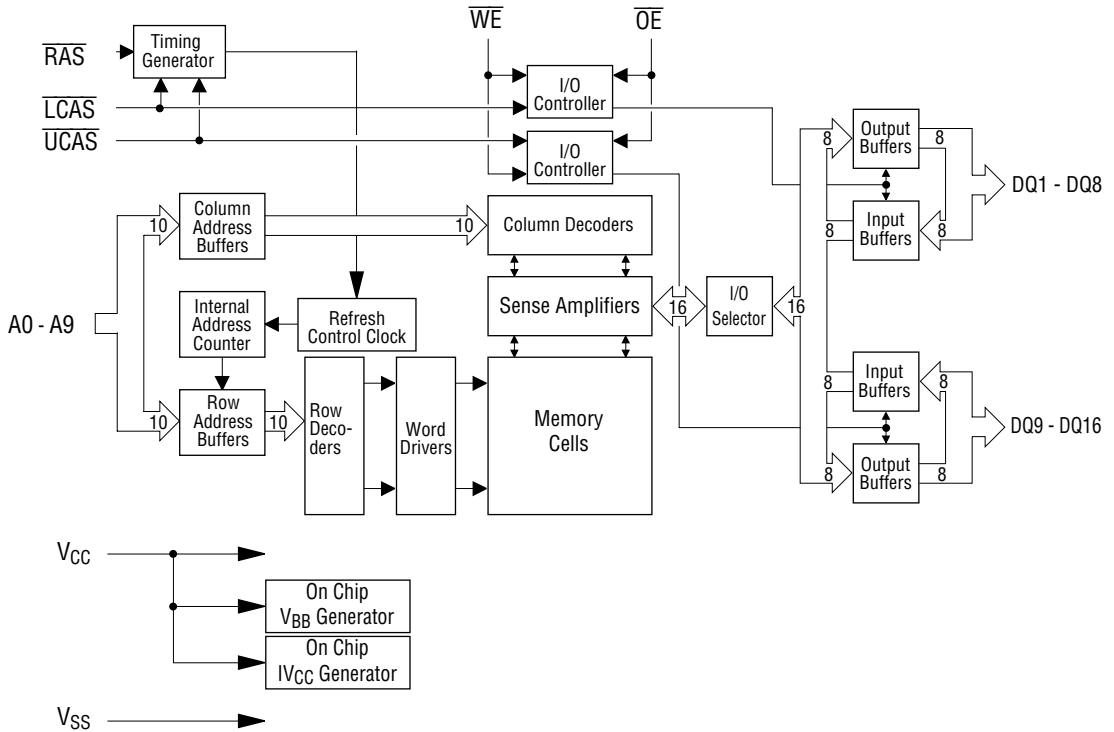 WE
OE
RAS
Timing
Generator
LCAS
UCAS
I/O
Controller
I/O
Controller
Column
Address
Buffers
10
10
Column Decoders
Sense Amplifiers
16
I/O
Selector
16
A0 - A9
Internal
Address
Counter
Refresh
Control Clock
10
Row
Address
Buffers
10
Row
Deco-
ders
Word
Drivers
Memory
Cells
8
Output
Buffers
8
DQ1 - DQ8
8
Input
Buffers
8
8
Input
Buffers
8
DQ9 - DQ16
8
Output
Buffers
8
VCC
On Chip
VBB Generator
On Chip
IVCC Generator
VSS